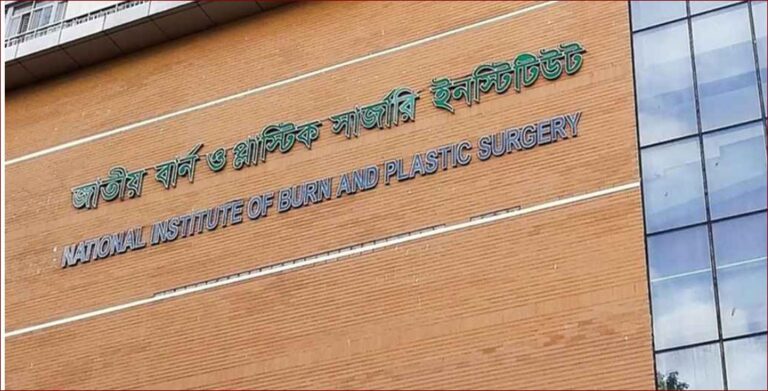 জাতীয় বার্ন ও প্লাস্টিক সার্জারি ইনস্টিটিউট
NATIONAL INSTITUTE OF BURN AND PLASTIC SURGERY